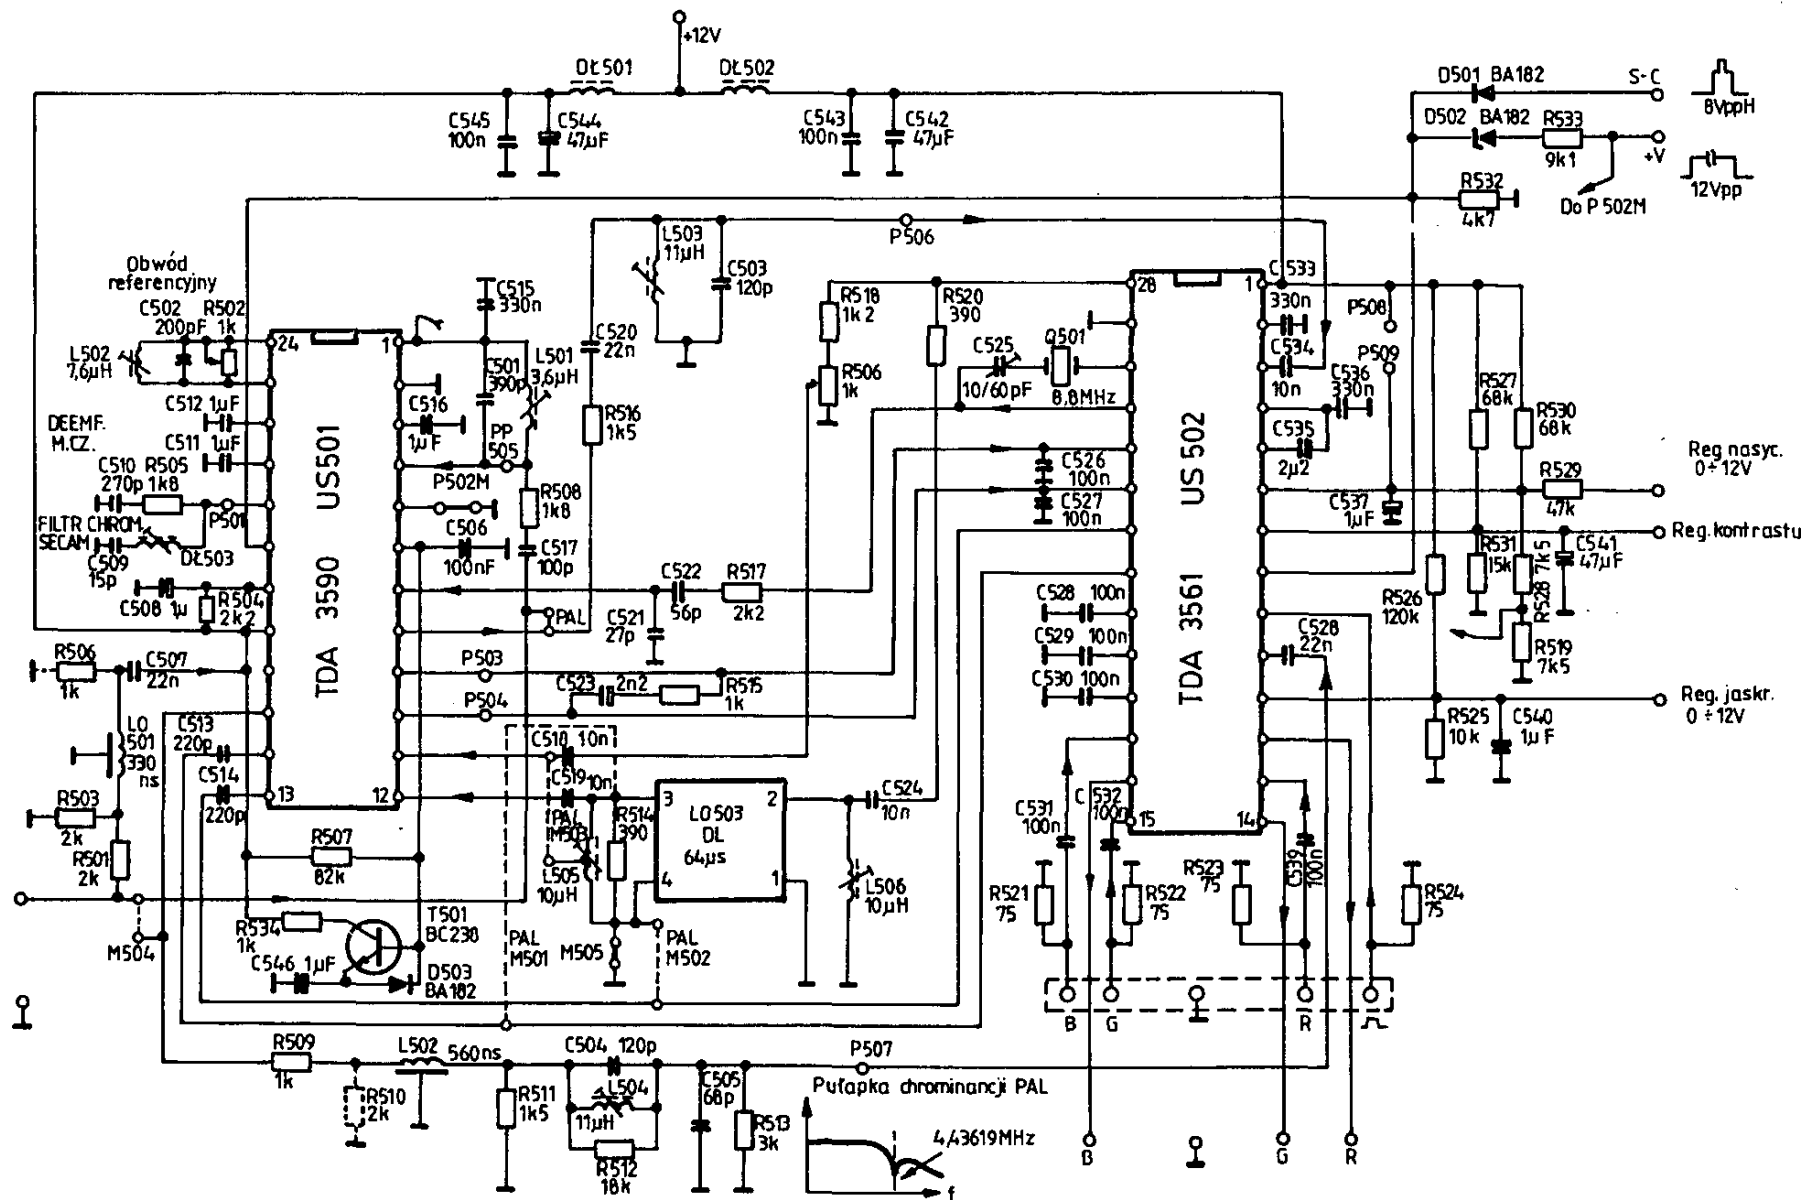 +12V
DŁ501
DŁ502
D501 BA182
S-C
8VppH
D502 BA182
R533
9k1
+V
12Vpp
C545
100n
C544
47µF
C543
100n
C542
47µF
R532
4k7
Do P 502M
P506
L503
11µH
C503
120p
Obwód
referencyjny
C502
200pF
R502
1k
L502
7,6µH
C515
330n
C501
390p
L501
3,6µH
C520
22n
R518
1k2
R520
390
C525
10/60pF
Q501
8,8MHz
C533
330n
C534
10n
C536
330n
P508
P509
R527
68k
R530
68k
24
1
28
1
C512 1µF
DEEMF.
M.CZ.
C511 1µF
C516
1µF
PP
505
R516
1k5
R506
1k
C535
2µ2
Reg nasyc.
0÷12V
C510
270p
R505
1k8
P501
P502M
C526
100n
C527
100n
C537
1µF
R529
47k
FILTR CHROM.
SECAM
C509
15p
DŁ503
C506
100nF
R508
1k8
C517
100p
US501
TDA 3590
US 502
TDA 3561
Reg.kontrastu
R531
15k
R528 7k5
C541
47µF
C508
1µ
R504
2k2
C522
56p
R517
2k2
C521
27p
PAL
C528 100n
C529 100n
C530 100n
R526
120k
C528
22n
R519
7k5
R506
1k
C507
22n
P503
P504
C523 2n2
R515
1k
Reg. jaskr.
0÷12V
R525
10k
C540
1µF
LO
501
330
ns
C513
220p
C514
220p
C518 10n
C519
10n
R503
2k
R501
2k
13
12
R507
82k
PAL
M503
L505
10µH
R514
390
3
2
LO503
DL
64µs
4
1
C524
10n
L506
10µH
C531
100n
C532
100n
15
14
C539
100n
R521
75
R522
75
R523
75
R524
75
M504
R534
1k
T501
BC238
C546 1µF
D503
BA182
PAL
M501
M505
PAL
M502
B
G
R
R509
1k
L502
560ns
R510
2k
R511
1k5
C504 120p
L504
11µH
R512
18k
C505
68p
R513
3k
P507
Pułapka chrominancji PAL
4,43619MHz
f
B
G
R